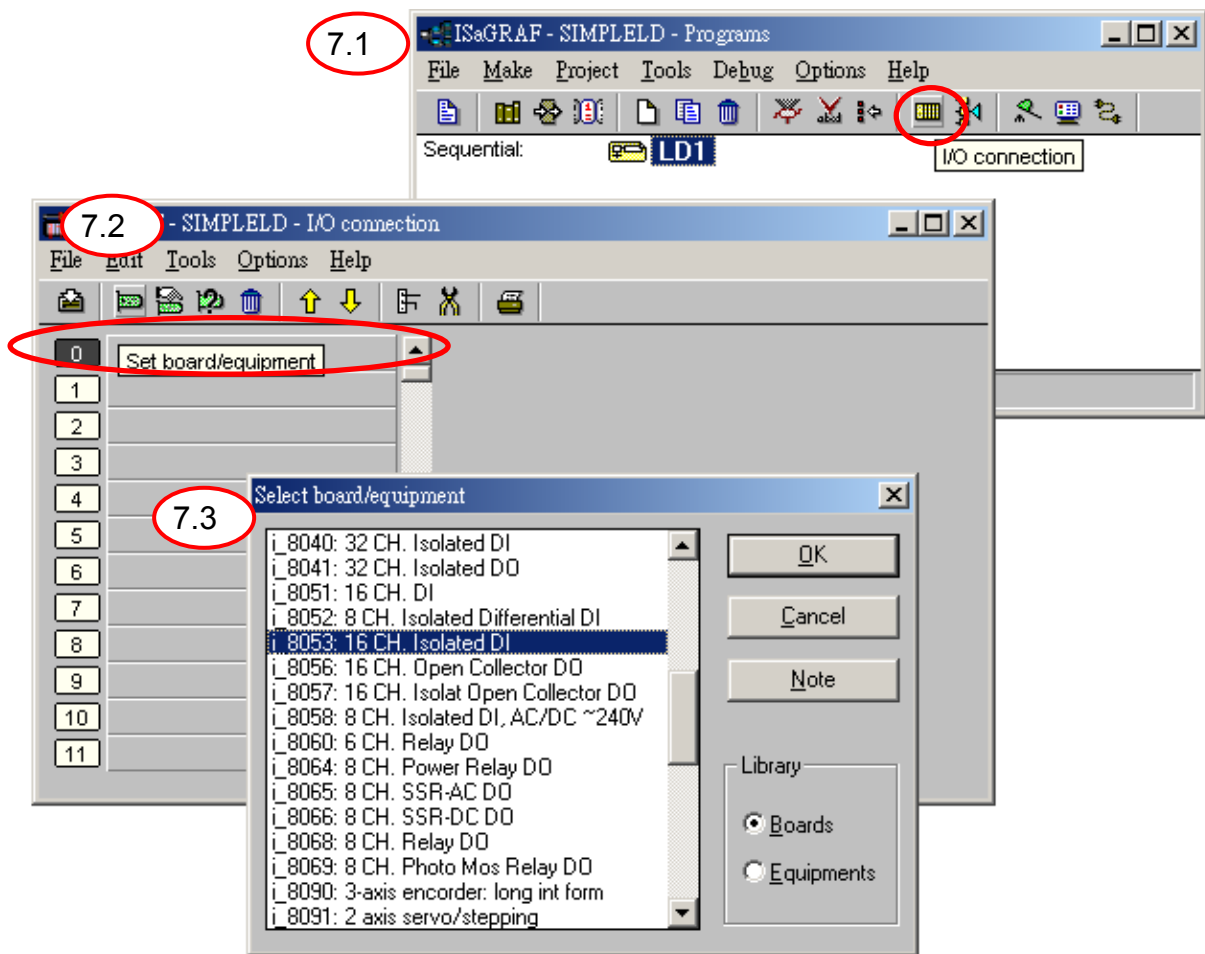 7.1
ISaGRAF - SIMPLELD - Programs
File Make Project Tools Debug Options Help
Sequential: LD1
I/O connection
7.2
- SIMPLELD - I/O connection
File Edit Tools Options Help
0
Set board/equipment
1
2
3
4
5
6
7
8
9
10
11
7.3
Select board/equipment
i_8040: 32 CH. Isolated DI
i_8041: 32 CH. Isolated DO
i_8051: 16 CH. DI
i_8052: 8 CH. Isolated Differential DI
i_8053: 16 CH. Isolated DI
i_8056: 16 CH. Open Collector DO
i_8057: 16 CH. Isolat Open Collector DO
i_8058: 8 CH. Isolated DI, AC/DC ~240V
i_8060: 6 CH. Relay DO
i_8064: 8 CH. Power Relay DO
i_8065: 8 CH. SSR-AC DO
i_8066: 8 CH. SSR-DC DO
i_8068: 8 CH. Relay DO
i_8069: 8 CH. Photo Mos Relay DO
i_8090: 3-axis encorder: long int form
i_8091: 2 axis servo/stepping
OK
Cancel
Note
Library
Boards
Equipments